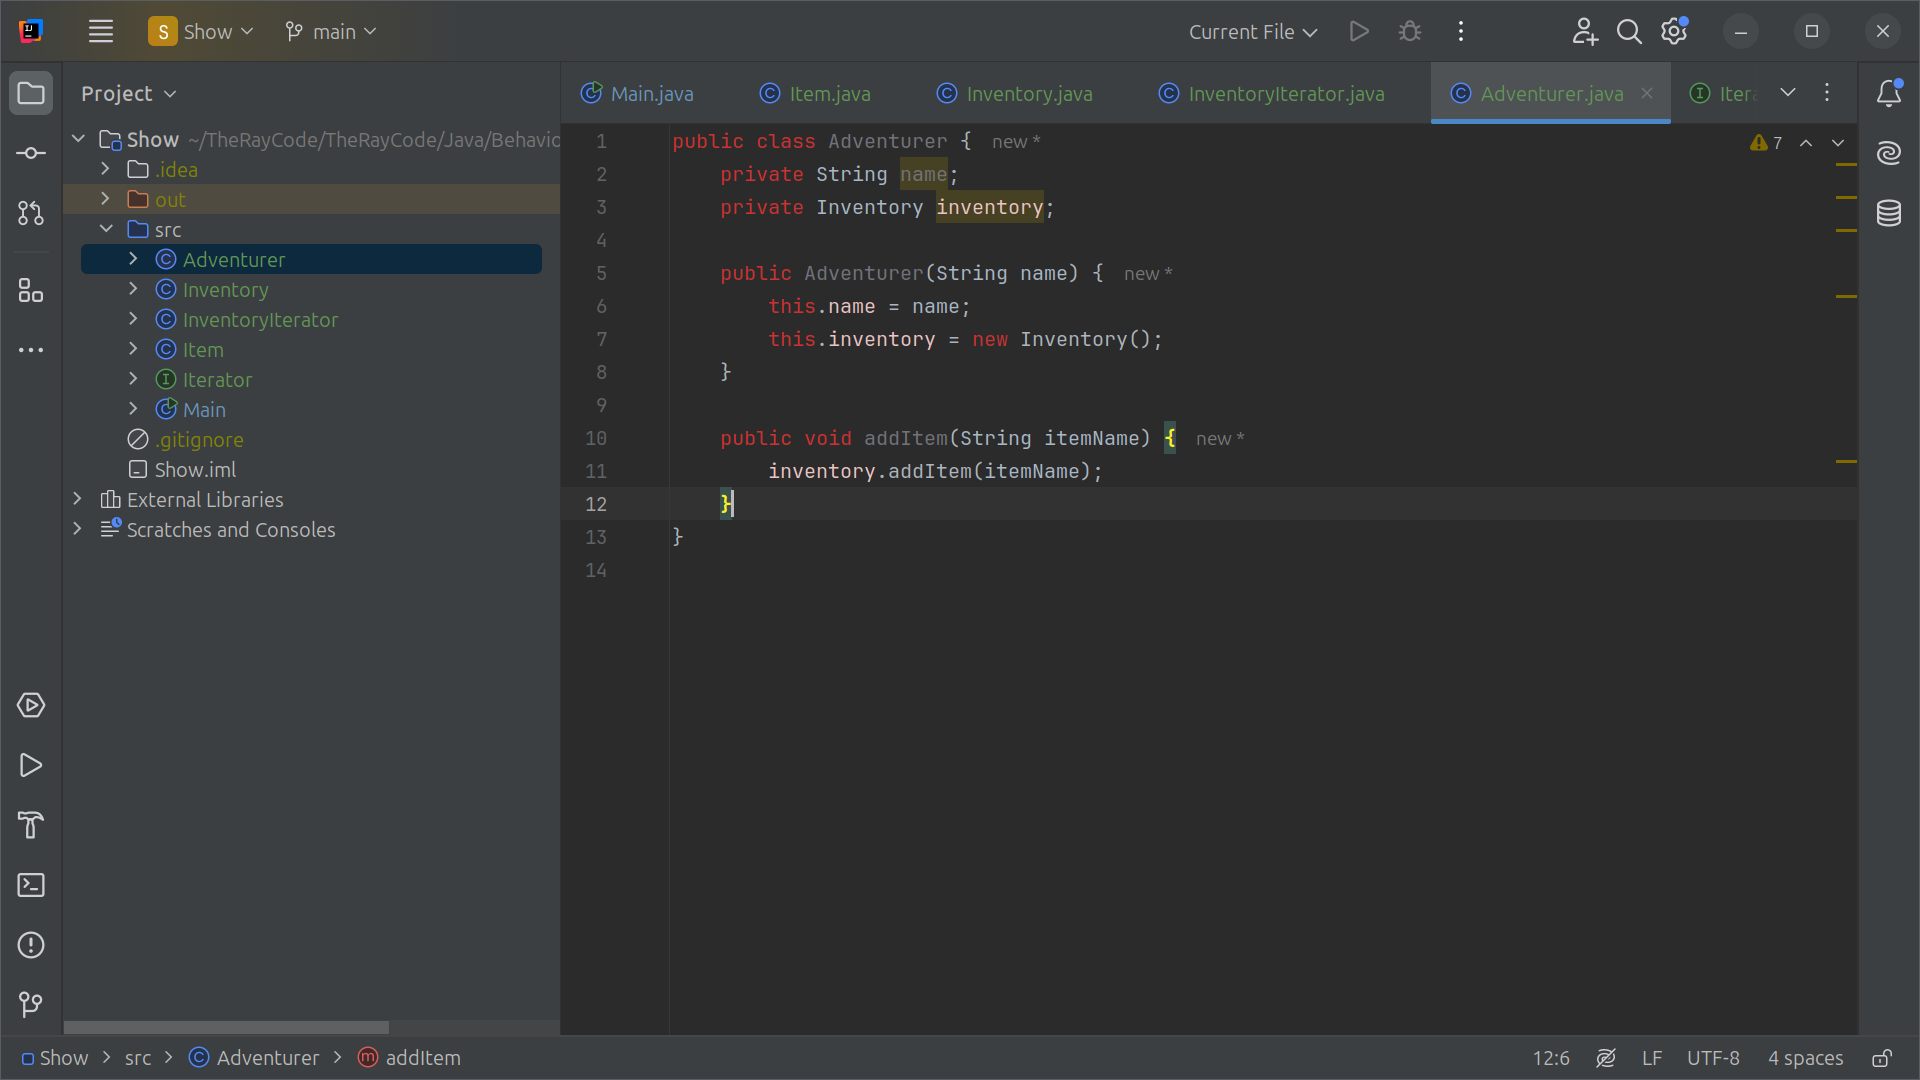 S Show main Current File
Project
Main.java Item.java Inventory.java InventoryIterator.java Adventurer.java Itera
Show ~/TheRayCode/TheRayCode/Java/Behavio
.idea
out
src
Adventurer
Inventory
InventoryIterator
Item
Iterator
Main
.gitignore
Show.iml
External Libraries
Scratches and Consoles
7
1 public class Adventurer { new *
2 private String name;
3 private Inventory inventory;
4
5 public Adventurer(String name) { new *
6 this.name = name;
7 this.inventory = new Inventory();
8 }
9
10 public void addItem(String itemName) { new *
11 inventory.addItem(itemName);
12 }
13 }
14
Show > src > Adventurer > addItem 12:6 LF UTF-8 4 spaces